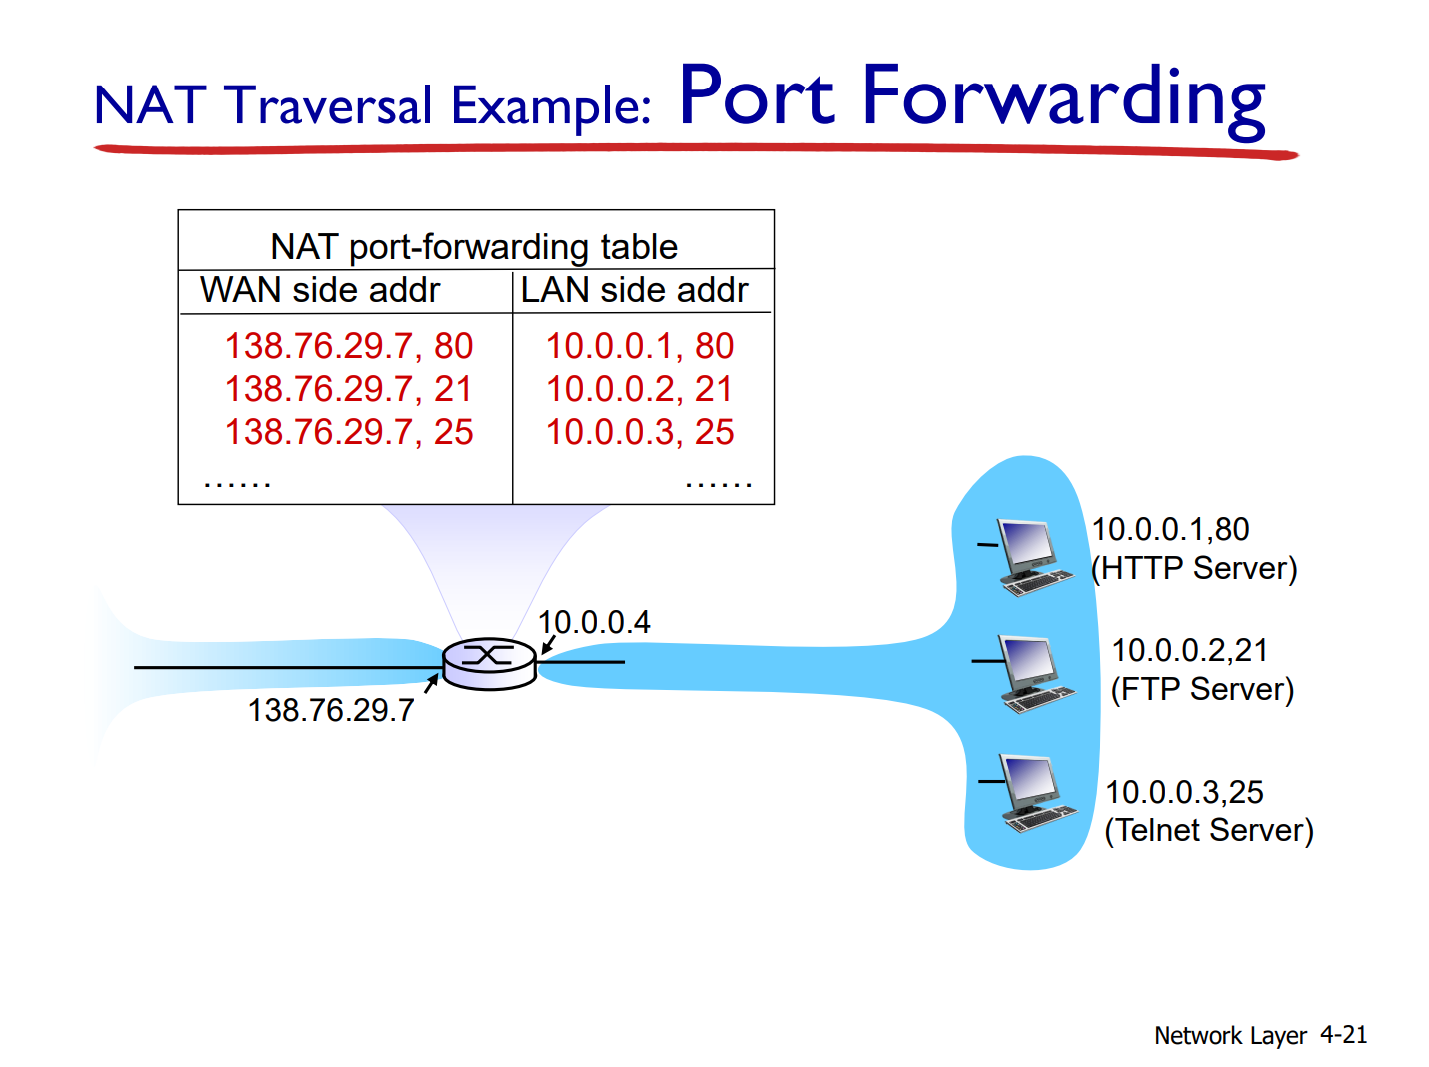 NAT Traversal Example: Port Forwarding
NAT port-forwarding table
WAN side addr LAN side addr
138.76.29.7, 80 10.0.0.1, 80
138.76.29.7, 21 10.0.0.2, 21
138.76.29.7, 25 10.0.0.3, 25
…… ……
10.0.0.1,80
(HTTP Server)
10.0.0.4
138.76.29.7
10.0.0.2,21
(FTP Server)
10.0.0.3,25
(Telnet Server)
Network Layer 4-21